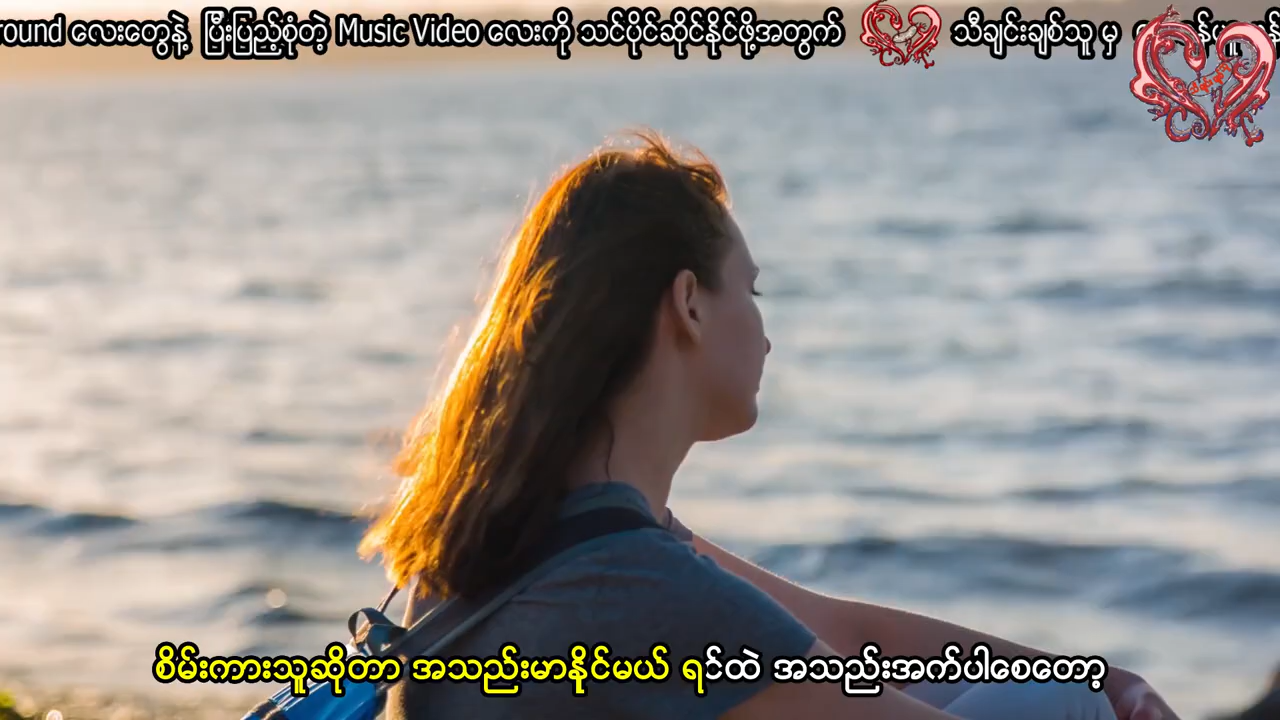 round လေးတွေနဲ့ ပြီးပြည့်စုံတဲ့ Music Video လေးကို သင်ပိုင်ဆိုင်နိုင်ဖို့အတွက် သီချင်းချစ်သူ မှ
စိမ်းကားသူဆိုတာ အသည်းမာနိုင်မယ် ရင်ထဲ အသည်းအက်ပါစေတော့